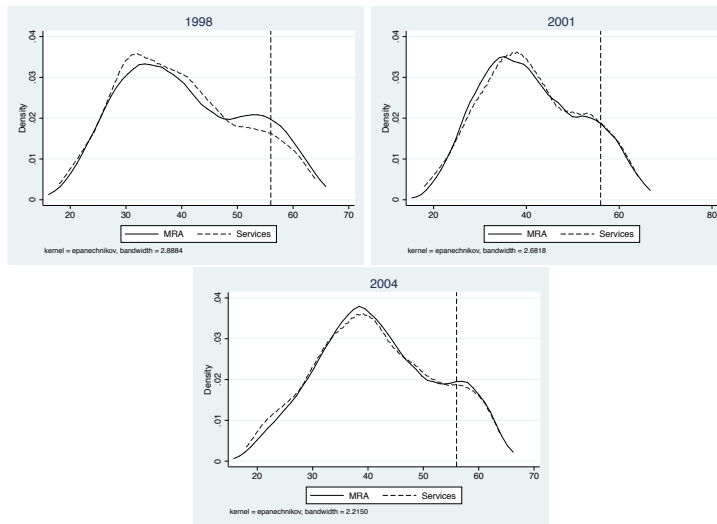 1998
.04
.03
.02
.01
0
Density
20 30 40 50 60 70
MRA Services
kernel = epanechnikov, bandwidth = 2.8884
2001
.04
.03
.02
.01
0
Density
20 40 60 80
MRA Services
kernel = epanechnikov, bandwidth = 2.6818
2004
.04
.03
.02
.01
0
Density
20 30 40 50 60 70
MRA Services
kernel = epanechnikov, bandwidth = 2.2150